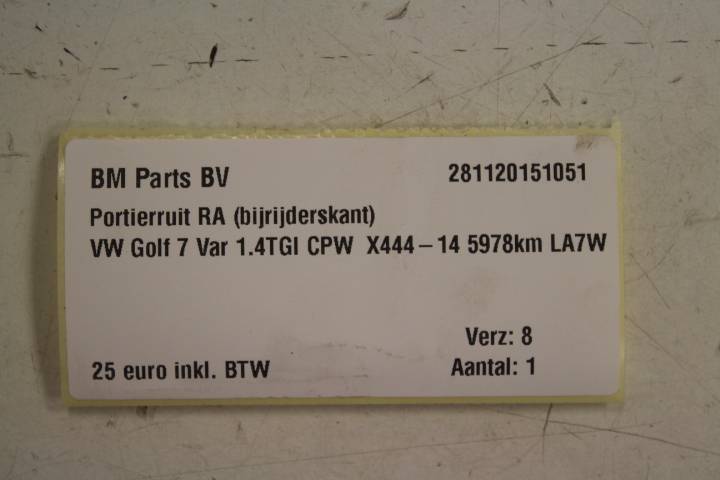 BM Parts BV 281120151051
Portierruit RA (bijrijderskant)
VW Golf 7 Var 1.4TGI CPW X444-14 5978km LA7W
Verz: 8
25 euro inkl. BTW Aantal: 1